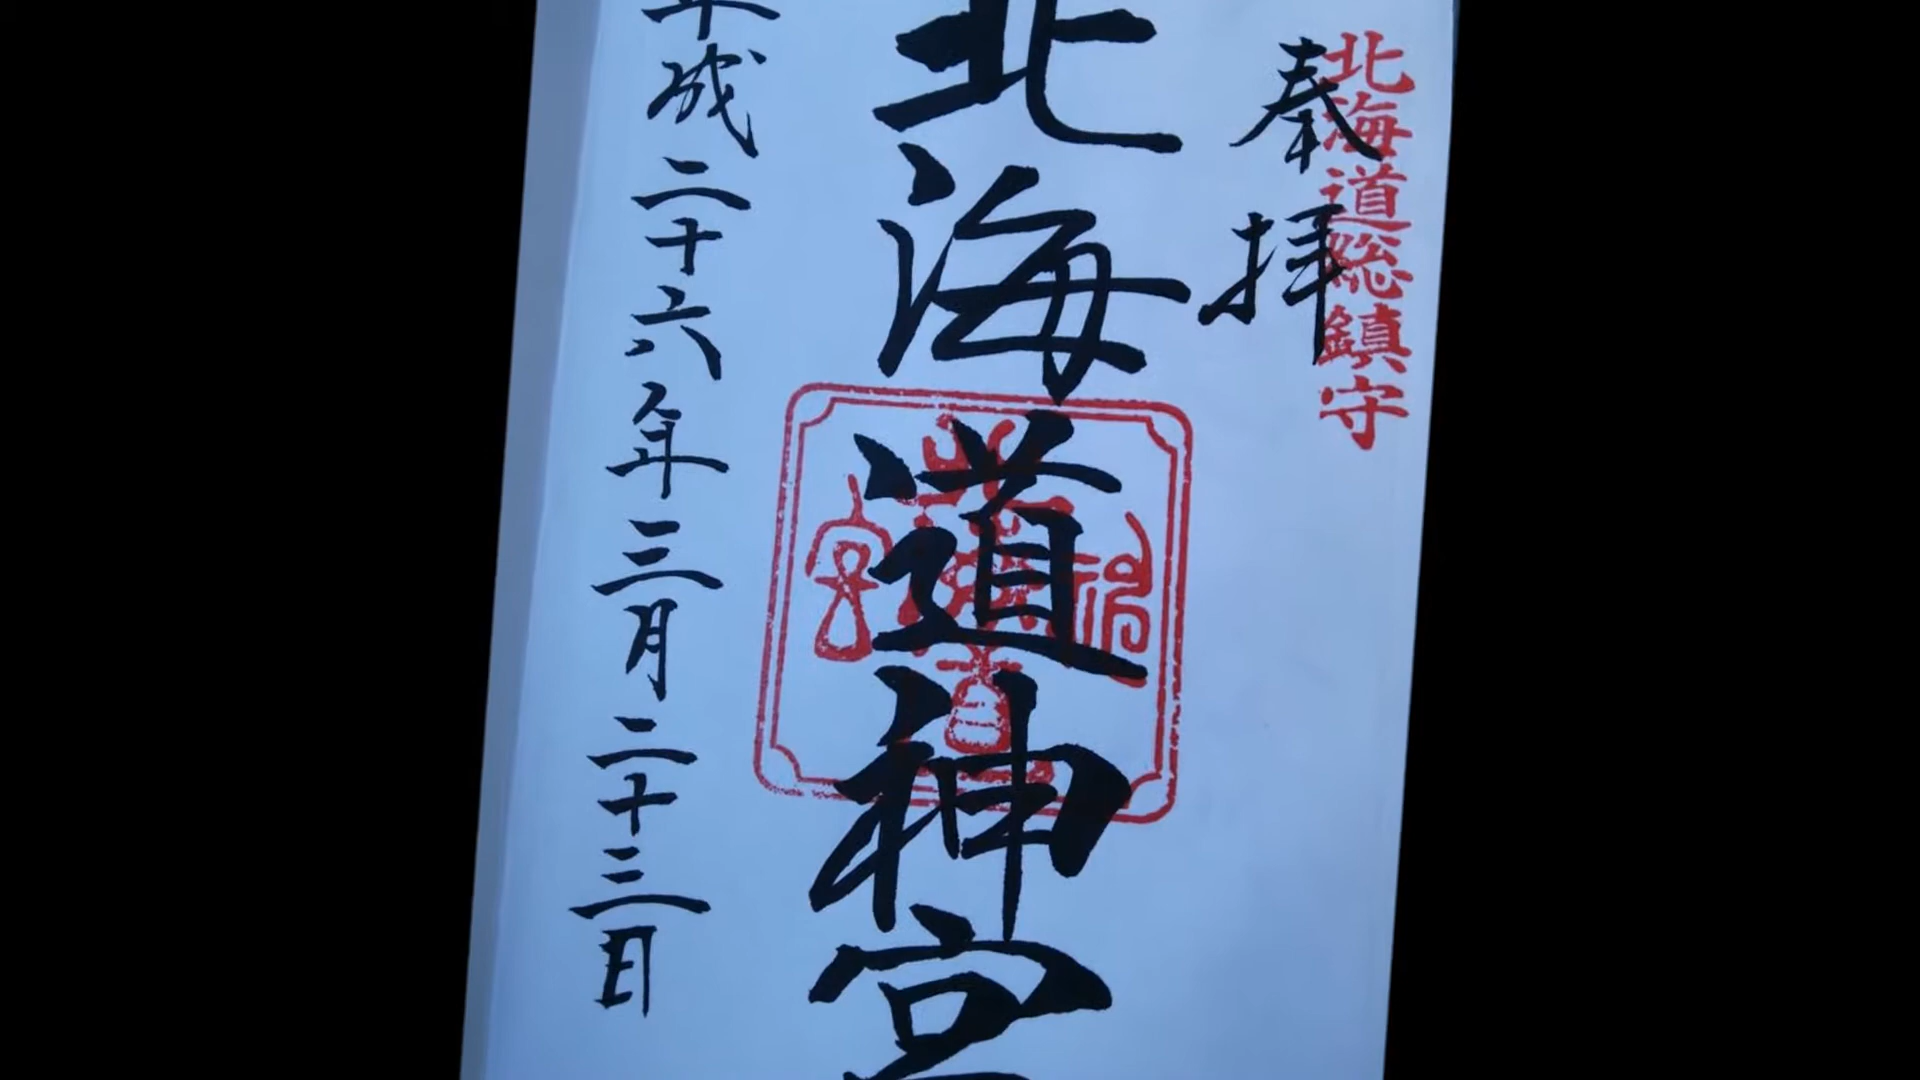 北海道総鎮守
奉拝
北海道神宮
平成二十六年三月二十三日